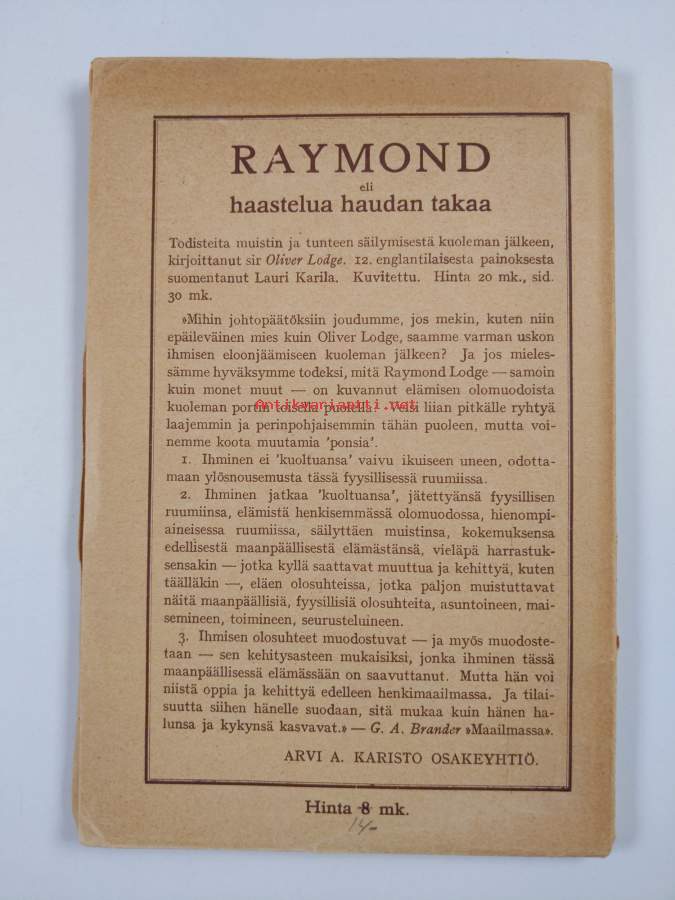 RAYMOND
eli
haastelua haudan takaa
Todisteita muistin ja tunteen säilymisestä kuoleman jälkeen,
kirjoittanut sir Oliver Lodge. 12. englantilaisesta painoksesta
suomentanut Lauri Karila. Kuvitettu. Hinta 20 mk., sid.
30 mk.
»Mihin johtopäätöksiin joudumme, jos mekin, kuten niin
epäileväinen mies kuin Oliver Lodge, saamme varman uskon
ihmisen eloonjäämiseen kuoleman jälkeen? Ja jos mieles-
sämme hyväksymme todeksi, mitä Raymond Lodge — samoin
kuin monet muut — on kuvannut elämisen olomuodoista
kuoleman portin toisella puolella? Veisi liian pitkälle ryhtyä
Antikvariantti.net
laajemmin ja perinpohjaisemmin tähän puoleen, mutta voi-
nemme koota muutamia 'ponsia'.
1. Ihminen ei 'kuoltuansa' vaivu ikuiseen uneen, odotta-
maan ylösnousemusta tässä fyysillisessä ruumiissa.
2. Ihminen jatkaa 'kuoltuansa', jätettyänsä fyysillisen
ruumiinsa, elämistä henkisemmässä olomuodossa, hienompi-
aineisessa ruumiissa, säilyttäen muistinsa, kokemuksensa
edellisestä maanpäällisestä elämästänsä, vieläpä harrastuk-
sensakin — jotka kyllä saattavat muuttua ja kehittyä, kuten
täälläkin —, eläen olosuhteissa, jotka paljon muistuttavat
näitä maanpäällisiä, fyysillisiä olosuhteita, asuntoineen, mai-
semineen, toimineen, seurusteluineen.
3. Ihmisen olosuhteet muodostuvat — ja myös muodoste-
taan — sen kehitysasteen mukaisiksi, jonka ihminen tässä
maanpäällisessä elämässään on saavuttanut. Mutta hän voi
niistä oppia ja kehittyä edelleen henkimaailmassa. Ja tilai-
suutta siihen hänelle suodaan, sitä mukaa kuin hänen ha-
lunsa ja kykynsä kasvavat.» — G. A. Brander »Maailmassa».
ARVI A. KARISTO OSAKEYHTIÖ.
Hinta 8 mk.
14-